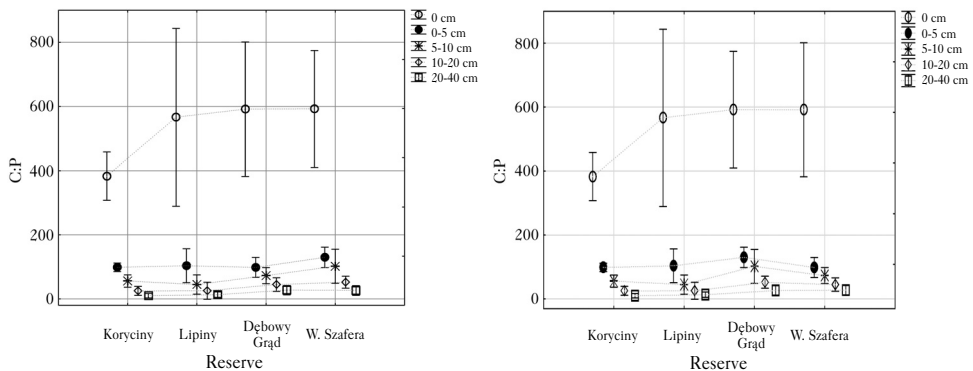 800
600
400
200
0
C:P
Koryciny
Lipiny
Dębowy
Grąd
W. Szafera
Reserve
0 cm
0-5 cm
5-10 cm
10-20 cm
20-40 cm
800
600
400
200
0
C:P
Koryciny
Lipiny
Dębowy
Grąd
W. Szafera
Reserve
0 cm
0-5 cm
5-10 cm
10-20 cm
20-40 cm